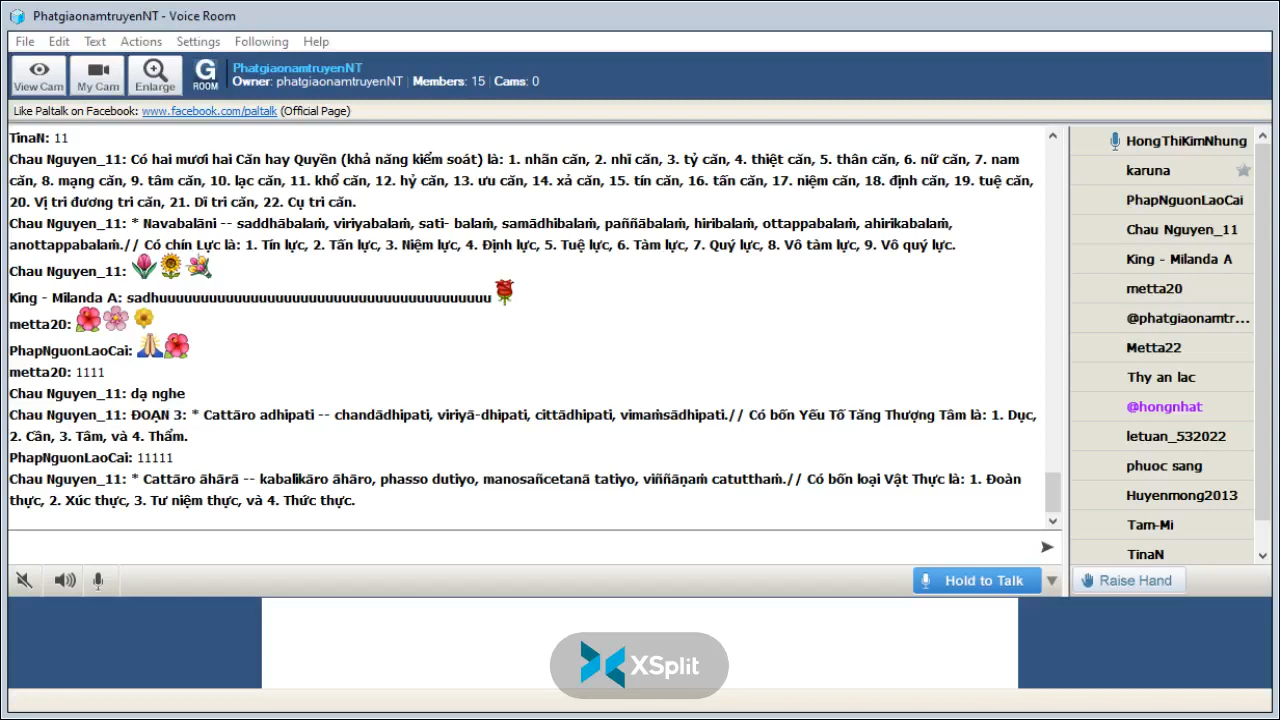 PhatgiaonamtruyenNT - Voice Room
File Edit Text Actions Settings Following Help
View Cam My Cam Enlarge G ROOM
PhatgiaonamtruyenNT
Owner: phatgiaonamtruyenNT | Members: 15 | Cams: 0
Like Paltalk on Facebook: www.facebook.com/paltalk (Official Page)
TinaN: 11
Chau Nguyen_11: Có hai mươi hai Căn hay Quyền (khả năng kiểm soát) là: 1. nhãn căn, 2. nhĩ căn, 3. tỷ căn, 4. thiệt căn, 5. thân căn, 6. nữ căn, 7. nam
căn, 8. mạng căn, 9. tâm căn, 10. lạc căn, 11. khổ căn, 12. hỷ căn, 13. ưu căn, 14. xả căn, 15. tín căn, 16. tấn căn, 17. niệm căn, 18. định căn, 19. tuệ căn,
20. Vị tri đương tri căn, 21. Dĩ tri căn, 22. Cụ tri căn.
Chau Nguyen_11: * Navabalāni -- saddhābalaṁ, viriyabalaṁ, sati- balaṁ, samādhibalaṁ, paññābalaṁ, hiribalaṁ, ottappabalaṁ, ahirikabalaṁ,
anottappabalaṁ.// Có chín Lực là: 1. Tín lực, 2. Tấn lực, 3. Niệm lực, 4. Định lực, 5. Tuệ lực, 6. Tàm lực, 7. Quý lực, 8. Vô tàm lực, 9. Vô quý lực.
Chau Nguyen_11:
King - Milanda A: sadhuuuuuuuuuuuuuuuuuuuuuuuuuuuuuuuuuuuuuuuu
metta20:
PhapNguonLaoCai:
metta20: 1111
Chau Nguyen_11: dạ nghe
Chau Nguyen_11: ĐOẠN 3: * Cattāro adhipati -- chandādhipati, viriyā-dhipati, cittādhipati, vimaṁsādhipati.// Có bốn Yếu Tố Tăng Thượng Tâm là: 1. Dục,
2. Cần, 3. Tâm, và 4. Thẩm.
PhapNguonLaoCai: 11111
Chau Nguyen_11: * Cattāro āhārā -- kabalikāro āhāro, phasso dutiyo, manosañcetanā tatiyo, viññāṇaṁ catutthaṁ.// Có bốn loại Vật Thực là: 1. Đoàn
thực, 2. Xúc thực, 3. Tư niệm thực, và 4. Thức thực.
HongThiKimNhung
karuna
PhapNguonLaoCai
Chau Nguyen_11
King - Milanda A
metta20
@phatgiaonamtr...
Metta22
Thy an lac
@hongnhat
letuan_532022
phuoc sang
Huyenmong2013
Tam-Mi
TinaN
Hold to Talk
Raise Hand
XSplit